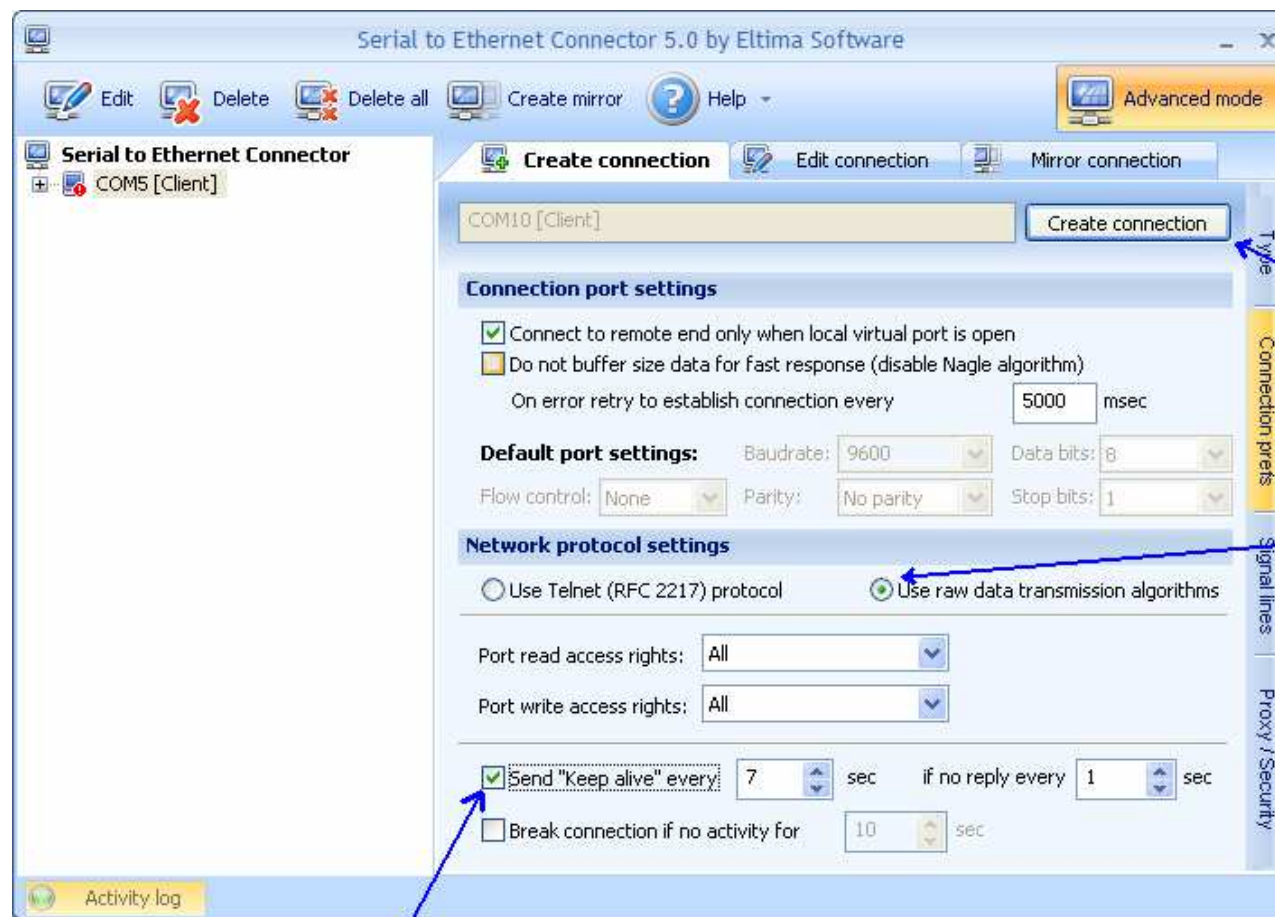 Serial to Ethernet Connector 5.0 by Eltima Software
Edit Delete Delete all Create mirror Help Advanced mode
Serial to Ethernet Connector
COM5 [Client]
Create connection Edit connection Mirror connection
COM10 [Client] Create connection
Type
Connection port settings
Connect to remote end only when local virtual port is open
Do not buffer size data for fast response (disable Nagle algorithm)
On error retry to establish connection every 5000 msec
Connection prefs
Default port settings: Baudrate: 9600 Data bits: 8
Flow control: None Parity: No parity Stop bits: 1
Network protocol settings
Signal lines
Use Telnet (RFC 2217) protocol Use raw data transmission algorithms
Port read access rights: All
Port write access rights: All
Proxy / Security
Send "Keep alive" every 7 sec if no reply every 1 sec
Break connection if no activity for 10 sec
Activity log